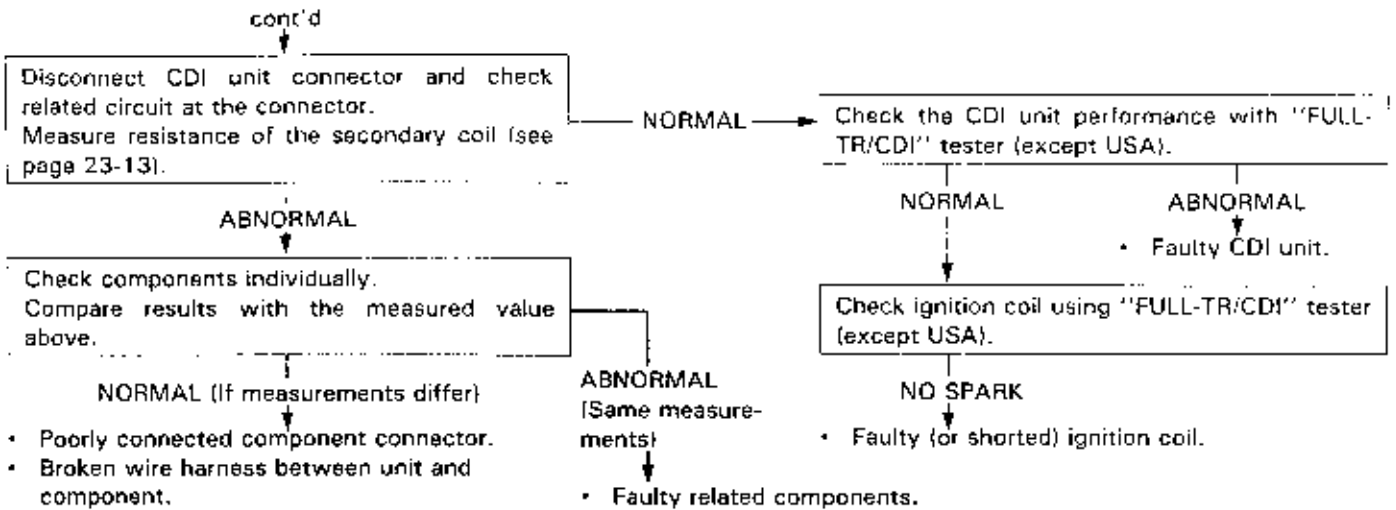 cont'd
Disconnect CDI unit connector and check
related circuit at the connector.
Measure resistance of the secondary coil (see
page 23-13).
NORMAL
Check the CDI unit performance with "FULL-
TR/CDI" tester (except USA).
ABNORMAL
NORMAL
ABNORMAL
• Faulty CDI unit.
Check components individually.
Compare results with the measured value
above.
Check ignition coil using "FULL-TR/CDI" tester
(except USA).
NORMAL (If measurements differ)
ABNORMAL
(Same measure-
ments)
NO SPARK
• Poorly connected component connector.
• Broken wire harness between unit and
component.
• Faulty related components.
• Faulty (or shorted) ignition coil.